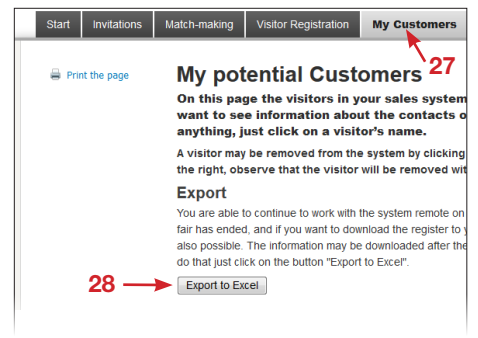 Start Invitations Match-making Visitor Registration My Customers
27
Print the page
My potential Customers
On this page the visitors in your sales system
want to see information about the contacts
anything, just click on a visitor's name.
A visitor may be removed from the system by clicking
the right, observe that the visitor will be removed
Export
You are able to continue to work with the system remote on
fair has ended, and if you want to download the register to
also possible. The information may be downloaded after the
do that just click on the button "Export to Excel".
28
Export to Excel